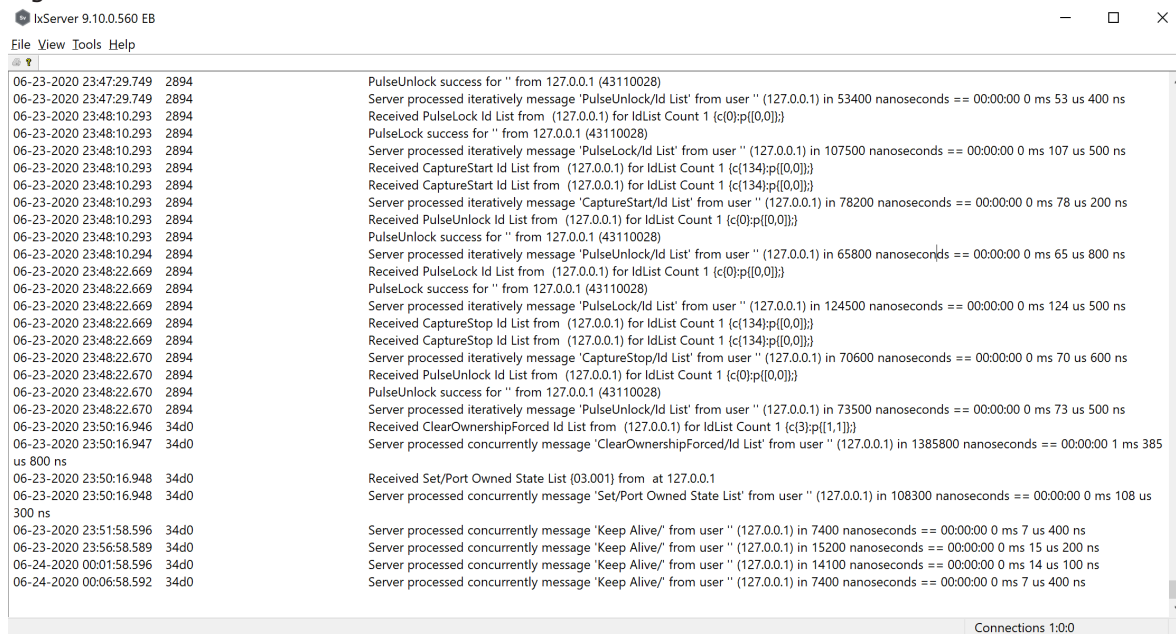 IxServer 9.10.0.560 EB
File View Tools Help
06-23-2020 23:47:29.749 2894 PulseUnlock success for '' from 127.0.0.1 (43110028)
06-23-2020 23:47:29.749 2894 Server processed iteratively message 'PulseUnlock/Id List' from user '' (127.0.0.1) in 53400 nanoseconds == 00:00:00 0 ms 53 us 400 ns
06-23-2020 23:48:10.293 2894 Received PulseLock Id List from (127.0.0.1) for IdList Count 1 {c{0}:p{[0,0]};}
06-23-2020 23:48:10.293 2894 PulseLock success for '' from 127.0.0.1 (43110028)
06-23-2020 23:48:10.293 2894 Server processed iteratively message 'PulseLock/Id List' from user '' (127.0.0.1) in 107500 nanoseconds == 00:00:00 0 ms 107 us 500 ns
06-23-2020 23:48:10.293 2894 Received CaptureStart Id List from (127.0.0.1) for IdList Count 1 {c{134}:p{[0,0]};}
06-23-2020 23:48:10.293 2894 Received CaptureStart Id List from (127.0.0.1) for IdList Count 1 {c{134}:p{[0,0]};}
06-23-2020 23:48:10.293 2894 Server processed iteratively message 'CaptureStart/Id List' from user '' (127.0.0.1) in 78200 nanoseconds == 00:00:00 0 ms 78 us 200 ns
06-23-2020 23:48:10.293 2894 Received PulseUnlock Id List from (127.0.0.1) for IdList Count 1 {c{0}:p{[0,0]};}
06-23-2020 23:48:10.293 2894 PulseUnlock success for '' from 127.0.0.1 (43110028)
06-23-2020 23:48:10.294 2894 Server processed iteratively message 'PulseUnlock/Id List' from user '' (127.0.0.1) in 65800 nanoseconds == 00:00:00 0 ms 65 us 800 ns
06-23-2020 23:48:22.669 2894 Received PulseLock Id List from (127.0.0.1) for IdList Count 1 {c{0}:p{[0,0]};}
06-23-2020 23:48:22.669 2894 PulseLock success for '' from 127.0.0.1 (43110028)
06-23-2020 23:48:22.669 2894 Server processed iteratively message 'PulseLock/Id List' from user '' (127.0.0.1) in 124500 nanoseconds == 00:00:00 0 ms 124 us 500 ns
06-23-2020 23:48:22.669 2894 Received CaptureStop Id List from (127.0.0.1) for IdList Count 1 {c{134}:p{[0,0]};}
06-23-2020 23:48:22.669 2894 Received CaptureStop Id List from (127.0.0.1) for IdList Count 1 {c{134}:p{[0,0]};}
06-23-2020 23:48:22.670 2894 Server processed iteratively message 'CaptureStop/Id List' from user '' (127.0.0.1) in 70600 nanoseconds == 00:00:00 0 ms 70 us 600 ns
06-23-2020 23:48:22.670 2894 Received PulseUnlock Id List from (127.0.0.1) for IdList Count 1 {c{0}:p{[0,0]};}
06-23-2020 23:48:22.670 2894 PulseUnlock success for '' from 127.0.0.1 (43110028)
06-23-2020 23:48:22.670 2894 Server processed iteratively message 'PulseUnlock/Id List' from user '' (127.0.0.1) in 73500 nanoseconds == 00:00:00 0 ms 73 us 500 ns
06-23-2020 23:50:16.946 34d0 Received ClearOwnershipForced Id List from (127.0.0.1) for IdList Count 1 {c{3}:p{[1,1]};}
06-23-2020 23:50:16.947 34d0 Server processed concurrently message 'ClearOwnershipForced/Id List' from user '' (127.0.0.1) in 1385800 nanoseconds == 00:00:00 1 ms 385
us 800 ns
06-23-2020 23:50:16.948 34d0 Received Set/Port Owned State List {03.001} from at 127.0.0.1
06-23-2020 23:50:16.948 34d0 Server processed concurrently message 'Set/Port Owned State List' from user '' (127.0.0.1) in 108300 nanoseconds == 00:00:00 0 ms 108 us
300 ns
06-23-2020 23:51:58.596 34d0 Server processed concurrently message 'Keep Alive/' from user '' (127.0.0.1) in 7400 nanoseconds == 00:00:00 0 ms 7 us 400 ns
06-23-2020 23:56:58.589 34d0 Server processed concurrently message 'Keep Alive/' from user '' (127.0.0.1) in 15200 nanoseconds == 00:00:00 0 ms 15 us 200 ns
06-24-2020 00:01:58.596 34d0 Server processed concurrently message 'Keep Alive/' from user '' (127.0.0.1) in 14100 nanoseconds == 00:00:00 0 ms 14 us 100 ns
06-24-2020 00:06:58.592 34d0 Server processed concurrently message 'Keep Alive/' from user '' (127.0.0.1) in 7400 nanoseconds == 00:00:00 0 ms 7 us 400 ns
Connections 1:0:0